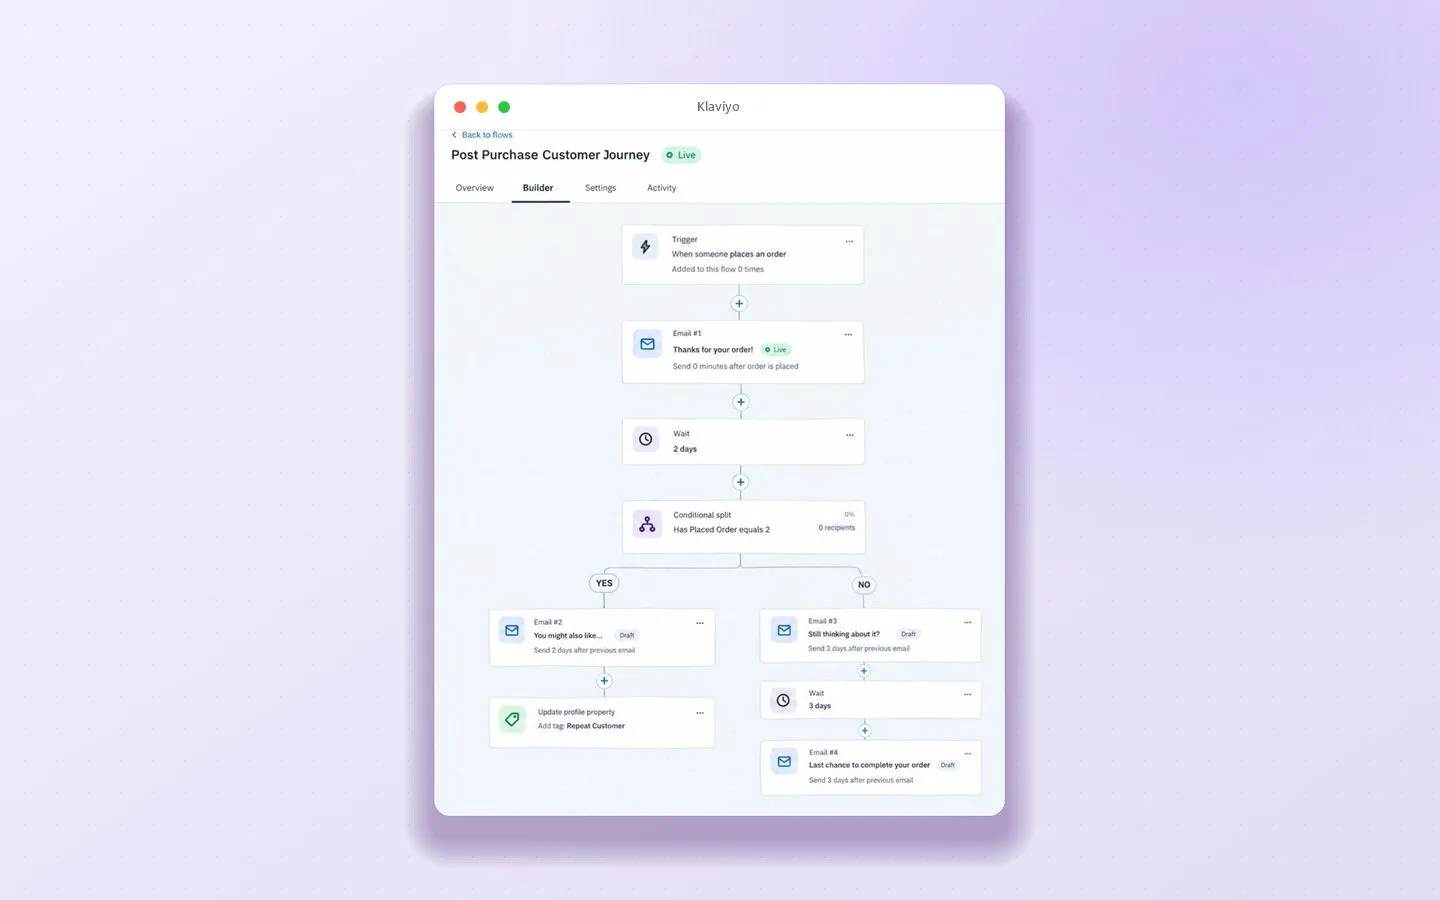 Klaviyo
Back to flows
Post Purchase Customer Journey Live
Overview Builder Settings Activity
Trigger
When someone places an order
Added to this flow 0 times
Email #1
Thanks for your order! Live
Send 0 minutes after order is placed
Wait
2 days
Conditional split 0%
Has Placed Order equals 2 0 recipients
YES
NO
Email #2
You might also like... Draft
Send 2 days after previous email
Update profile property
Add tag: Repeat Customer
Email #3
Still thinking about it? Draft
Send 3 days after previous email
Wait
3 days
Email #4
Last chance to complete your order Draft
Send 3 days after previous email